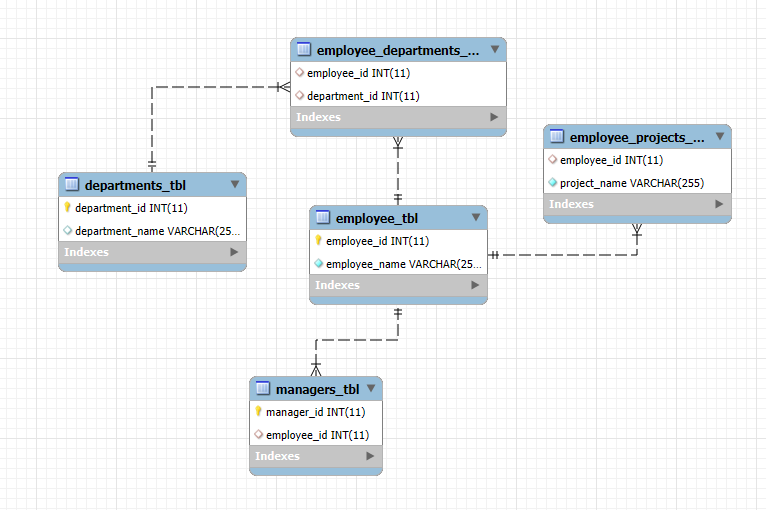 employee_departments_...
employee_id INT(11)
department_id INT(11)
Indexes
employee_projects_...
employee_id INT(11)
project_name VARCHAR(255)
Indexes
departments_tbl
department_id INT(11)
department_name VARCHAR(25...
Indexes
employee_tbl
employee_id INT(11)
employee_name VARCHAR(25...
Indexes
managers_tbl
manager_id INT(11)
employee_id INT(11)
Indexes